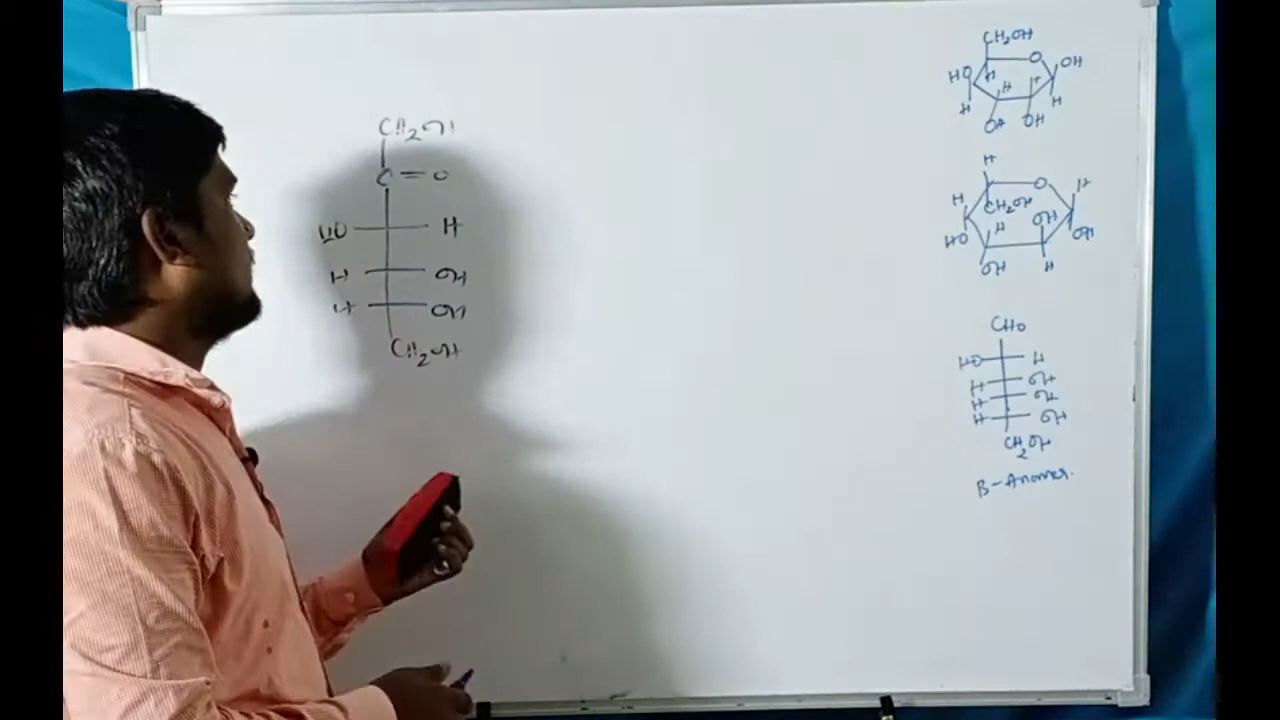 CH2OH
C=O
HO H
H OH
H OH
CH2OH
CH2OH
O
HO H H H OH
H OH OH H
H
O H
H CH2OH OH
HO H OH
OH H
CHO
HO H
H OH
H OH
H OH
CH2OH
B-Anomer.